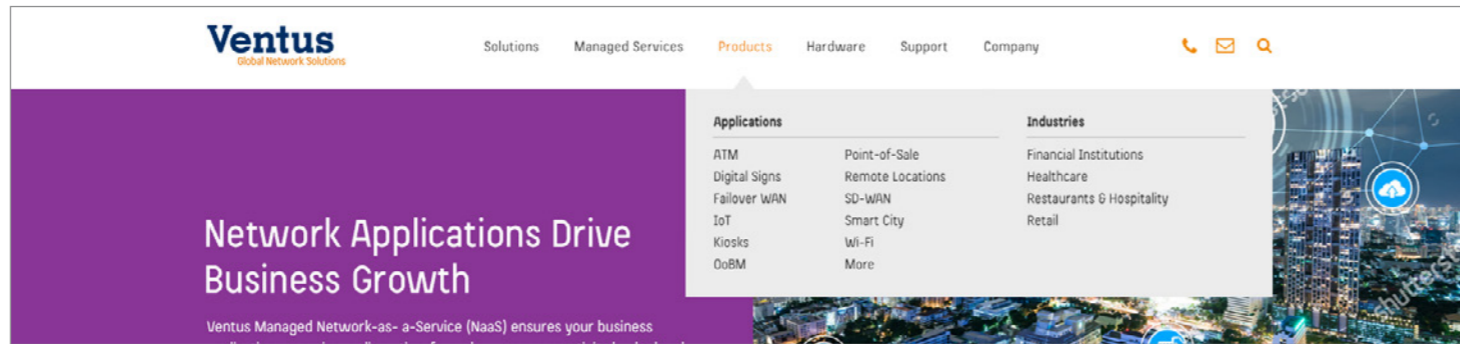 Ventus
Global Network Solutions
Solutions Managed Services Products Hardware Support Company
Applications
ATM
Digital Signs
Failover WAN
IoT
Kiosks
OoBM
Point-of-Sale
Remote Locations
SD-WAN
Smart City
Wi-Fi
More
Industries
Financial Institutions
Healthcare
Restaurants & Hospitality
Retail
Network Applications Drive
Business Growth
Ventus Managed Network-as- a-Service (NaaS) ensures your business